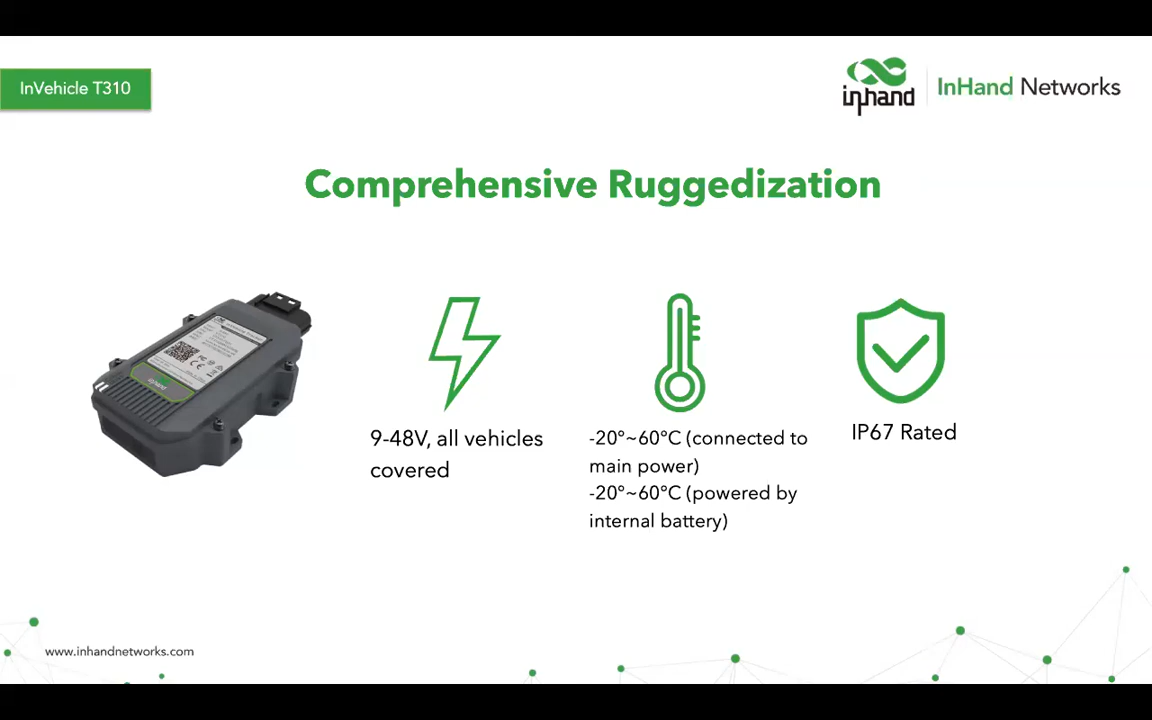 InVehicle T310
inhand
InHand Networks
Comprehensive Ruggedization
inhand
9-48V, all vehicles
covered
-20°~60°C (connected to
main power)
-20°~60°C (powered by
internal battery)
IP67 Rated
www.inhandnetworks.com